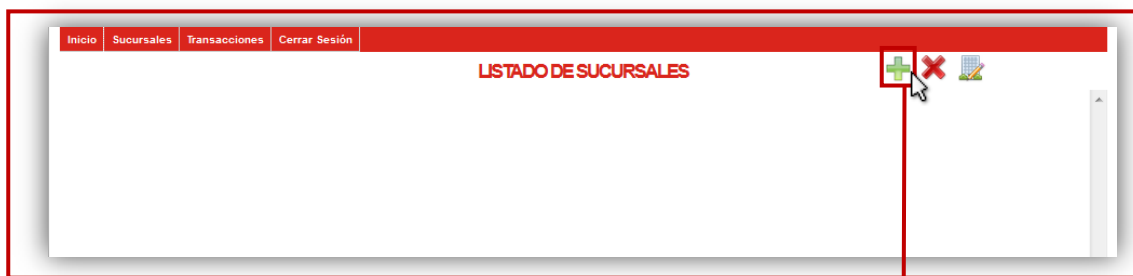 Inicio Sucursales Transacciones Cerrar Sesión
LISTADO DE SUCURSALES